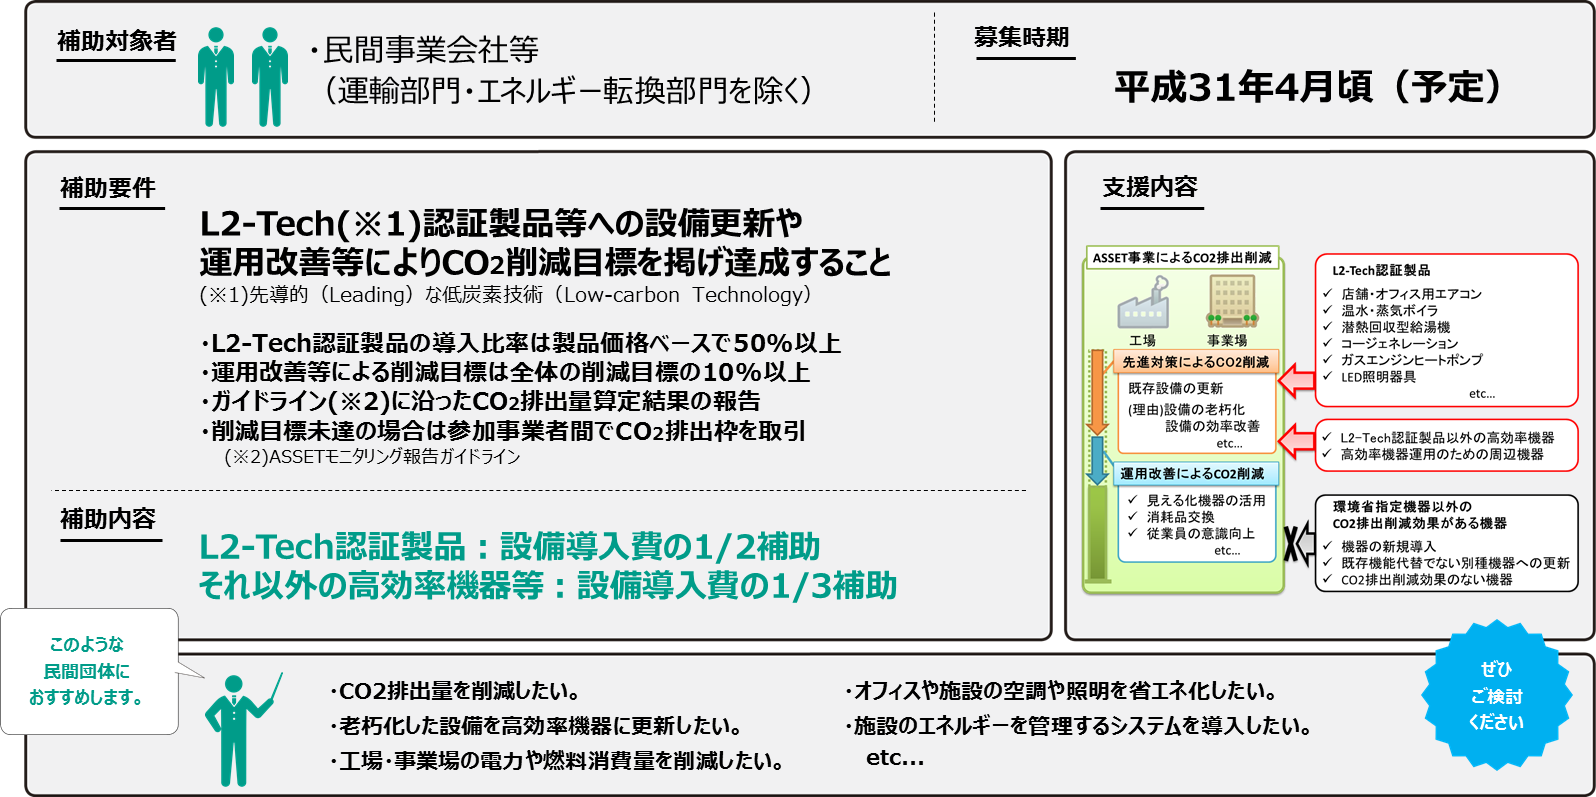 補助対象者
・民間事業会社等
（運輸部門・エネルギー転換部門を除く）
募集時期
平成31年4月頃（予定）
補助要件
L2-Tech(※1)認証製品等への設備更新や
運用改善等によりCO₂削減目標を掲げ達成すること
(※1)先導的（Leading）な低炭素技術（Low-carbon Technology）
・L2-Tech認証製品の導入比率は製品価格ベースで50%以上
・運用改善等による削減目標は全体の削減目標の10%以上
・ガイドライン(※2)に沿ったCO₂排出量算定結果の報告
・削減目標未達の場合は参加事業者間でCO₂排出枠を取引
(※2)ASSETモニタリング報告ガイドライン
補助内容
L2-Tech認証製品：設備導入費の1/2補助
それ以外の高効率機器等：設備導入費の1/3補助
支援内容
ASSET事業によるCO2排出削減
工場
事業場
先進対策によるCO2削減
既存設備の更新
(理由)設備の老朽化
設備の効率改善
etc…
運用改善によるCO2削減
✓ 見える化機器の活用
✓ 消耗品交換
✓ 従業員の意識向上
etc…
L2-Tech認証製品
✓ 店舗・オフィス用エアコン
✓ 温水・蒸気ボイラ
✓ 潜熱回収型給湯機
✓ コージェネレーション
✓ ガスエンジンヒートポンプ
✓ LED照明器具
etc…
✓ L2-Tech認証製品以外の高効率機器
✓ 高効率機器運用のための周辺機器
環境省指定機器以外の
CO2排出削減効果がある機器
✓ 機器の新規導入
✓ 既存機能代替でない別種機器への更新
✓ CO2排出削減効果のない機器
このような
民間団体に
おすすめします。
・CO2排出量を削減したい。
・老朽化した設備を高効率機器に更新したい。
・工場・事業場の電力や燃料消費量を削減したい。
・オフィスや施設の空調や照明を省エネ化したい。
・施設のエネルギーを管理するシステムを導入したい。
etc…
ぜひ
ご検討
ください